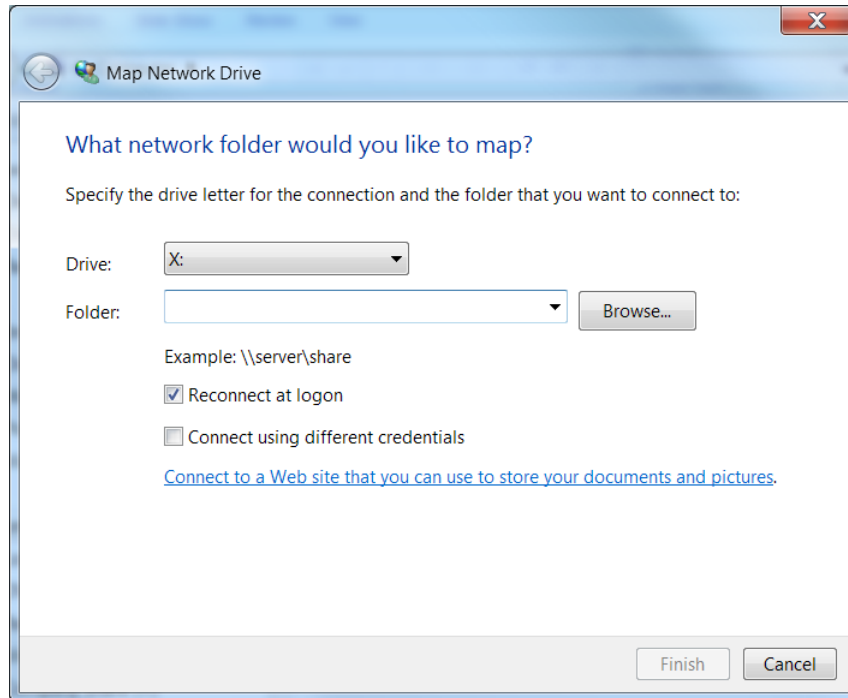 Map Network Drive
What network folder would you like to map?
Specify the drive letter for the connection and the folder that you want to connect to:
Drive: X:
Folder: Browse...
Example: \\server\share
Reconnect at logon
Connect using different credentials
Connect to a Web site that you can use to store your documents and pictures.
Finish Cancel